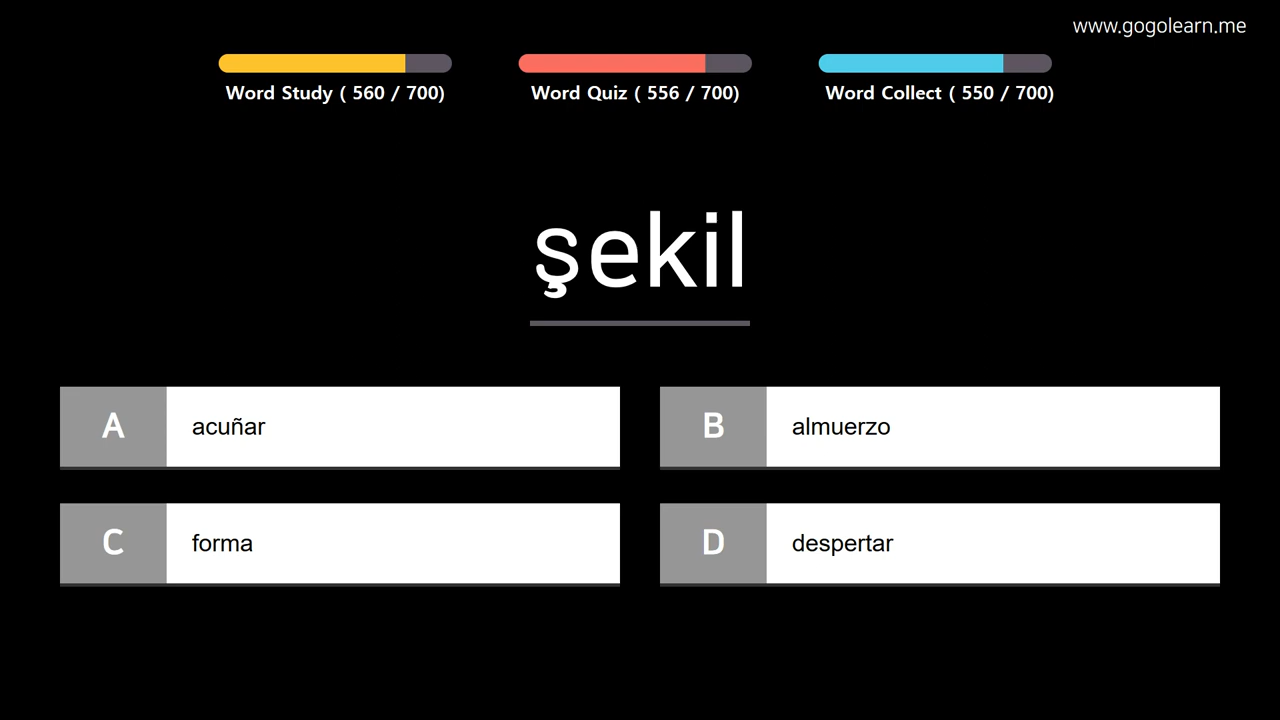 www.gogolearn.me
Word Study ( 560 / 700)
Word Quiz ( 556 / 700)
Word Collect ( 550 / 700)
şekil
A
acuñar
B
almuerzo
C
forma
D
despertar